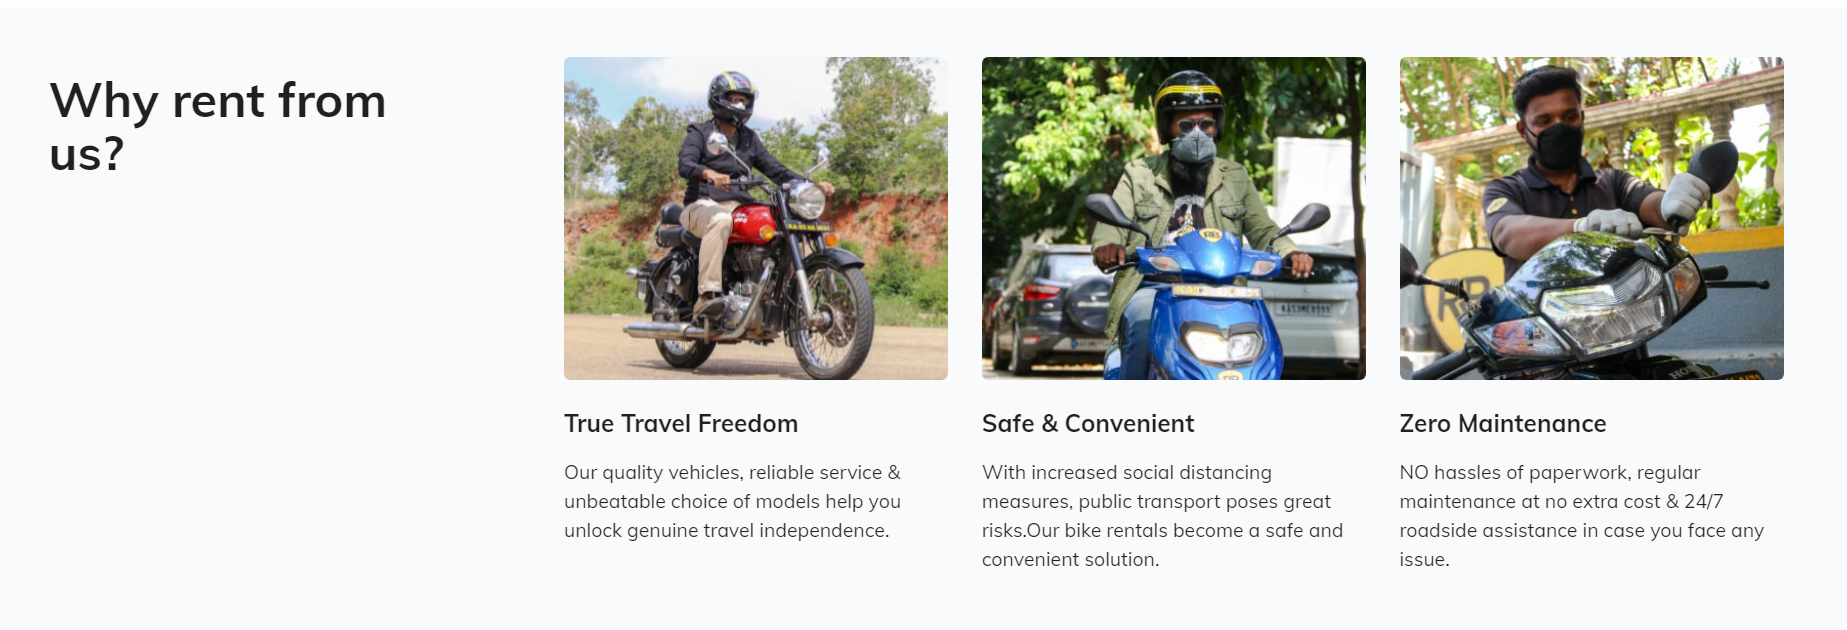 Why rent from
us?
True Travel Freedom
Our quality vehicles, reliable service &
unbeatable choice of models help you
unlock genuine travel independence.
Safe & Convenient
With increased social distancing
measures, public transport poses great
risks.Our bike rentals become a safe and
convenient solution.
Zero Maintenance
NO hassles of paperwork, regular
maintenance at no extra cost & 24/7
roadside assistance in case you face any
issue.
RB
RB
RB